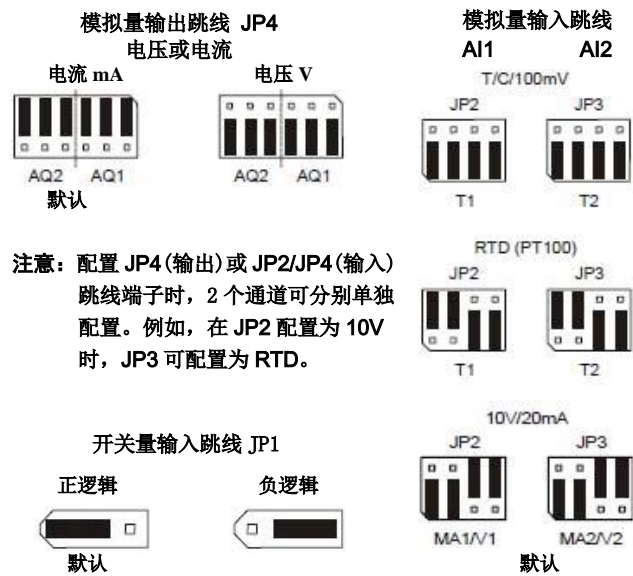 模拟量输出跳线 JP4
电压或电流
电流 mA
电压 V
AQ2 AQ1
AQ2 AQ1
默认
注意：配置 JP4(输出)或 JP2/JP4(输入)
跳线端子时，2 个通道可分别单独
配置。例如，在 JP2 配置为 10V
时，JP3 可配置为 RTD。
开关量输入跳线 JP1
正逻辑
负逻辑
默认
模拟量输入跳线
AI1 AI2
T/C/100mV
JP2 JP3
T1 T2
RTD (PT100)
JP2 JP3
T1 T2
10V/20mA
JP2 JP3
MA1/V1 MA2/V2
默认